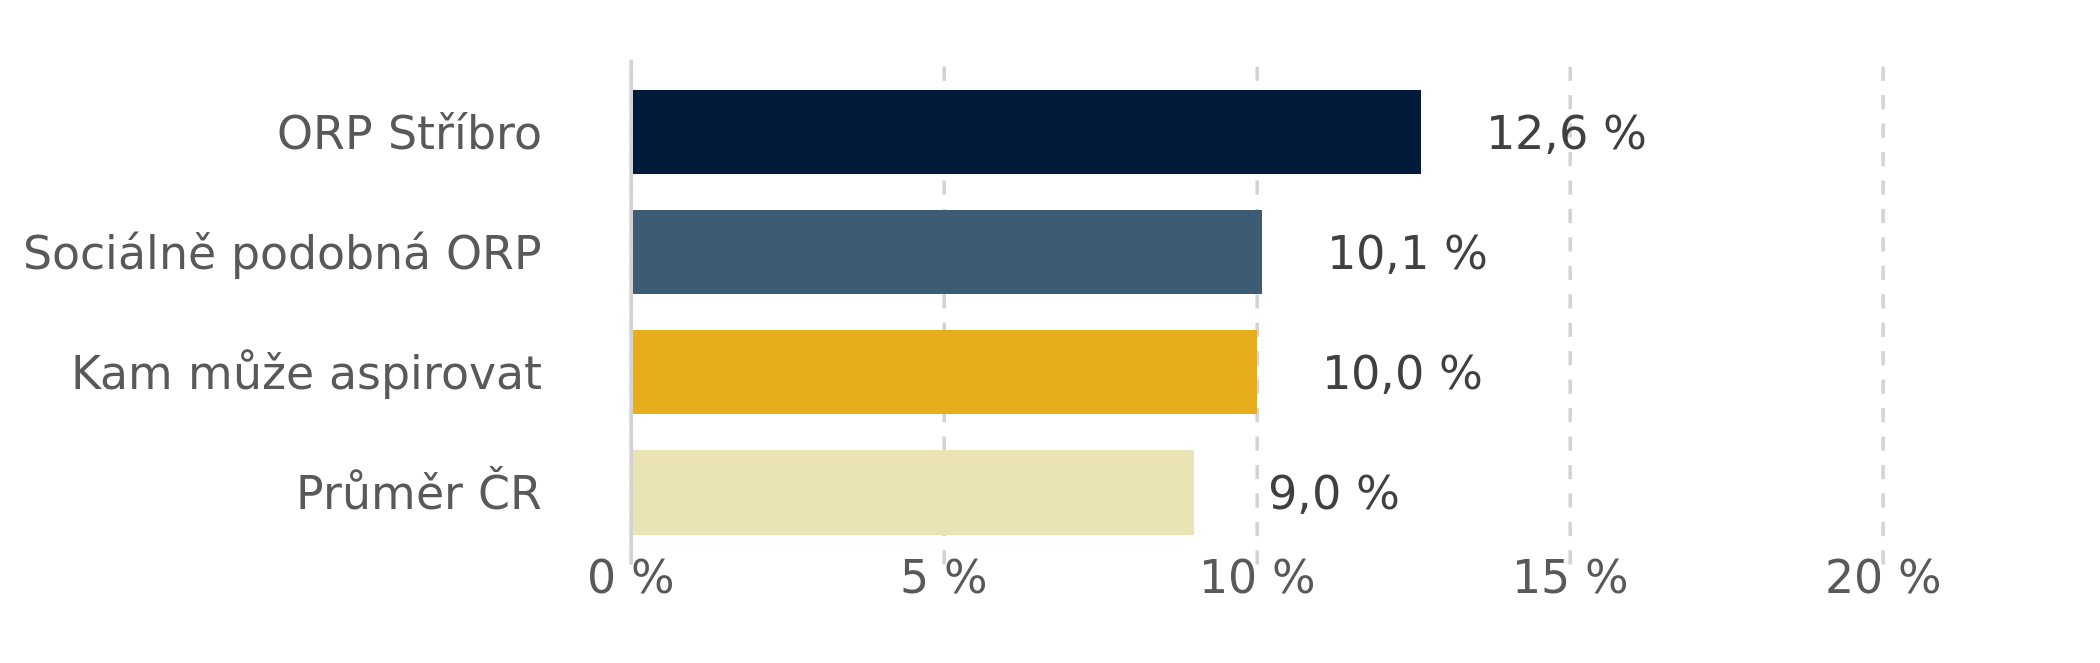 ORP Stříbro 12,6 %
Sociálně podobná ORP 10,1 %
Kam může aspirovat 10,0 %
Průměr ČR 9,0 %
0 % 5 % 10 % 15 % 20 %